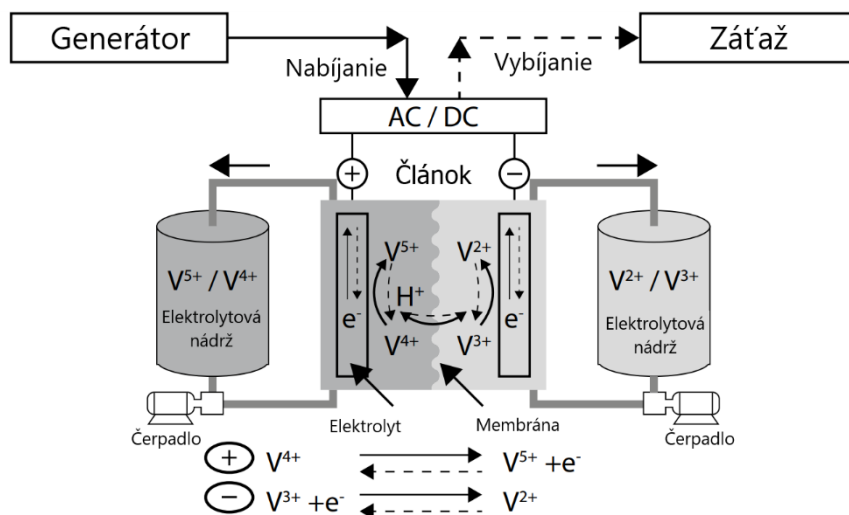 Generátor
Záťaž
Nabíjanie
Vybíjanie
AC / DC
+
Článok
−
V⁵⁺ / V⁴⁺
Elektrolytová
nádrž
V⁵⁺
V²⁺
H⁺
e⁻
e⁻
V⁴⁺
V³⁺
V²⁺ / V³⁺
Elektrolytová
nádrž
Čerpadlo
Elektrolyt
Membrána
Čerpadlo
+ V⁴⁺ V⁵⁺ +e⁻
− V³⁺ +e⁻ V²⁺